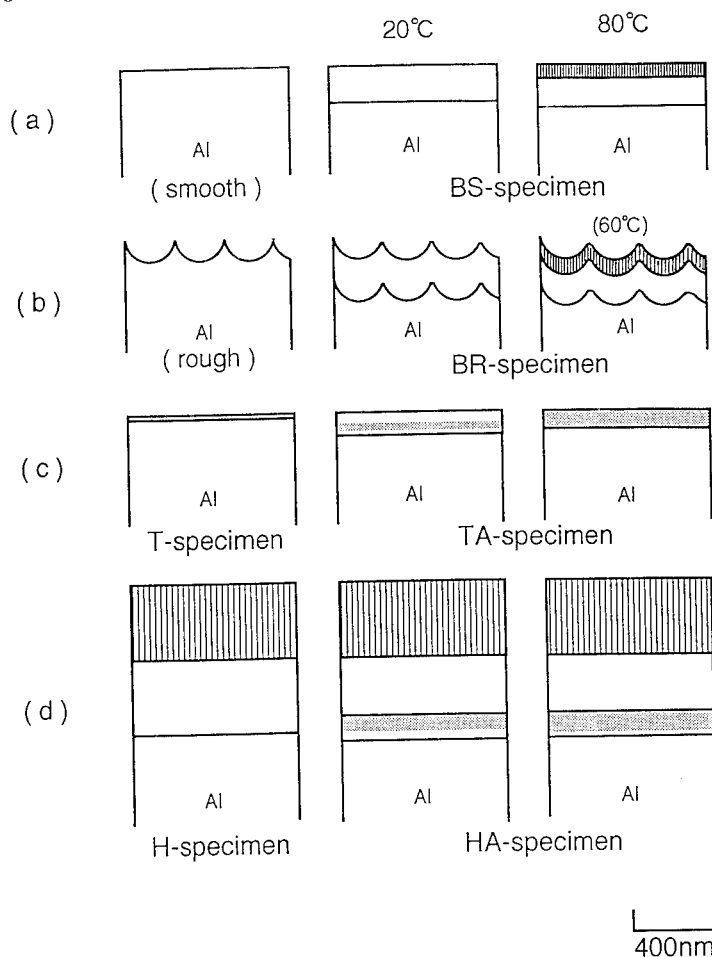 20℃ 80℃
( a )
Al Al Al
( smooth ) BS-specimen
(60℃)
( b )
Al Al Al
( rough ) BR-specimen
( c )
Al Al Al
T-specimen TA-specimen
( d )
Al Al Al
H-specimen HA-specimen
400nm